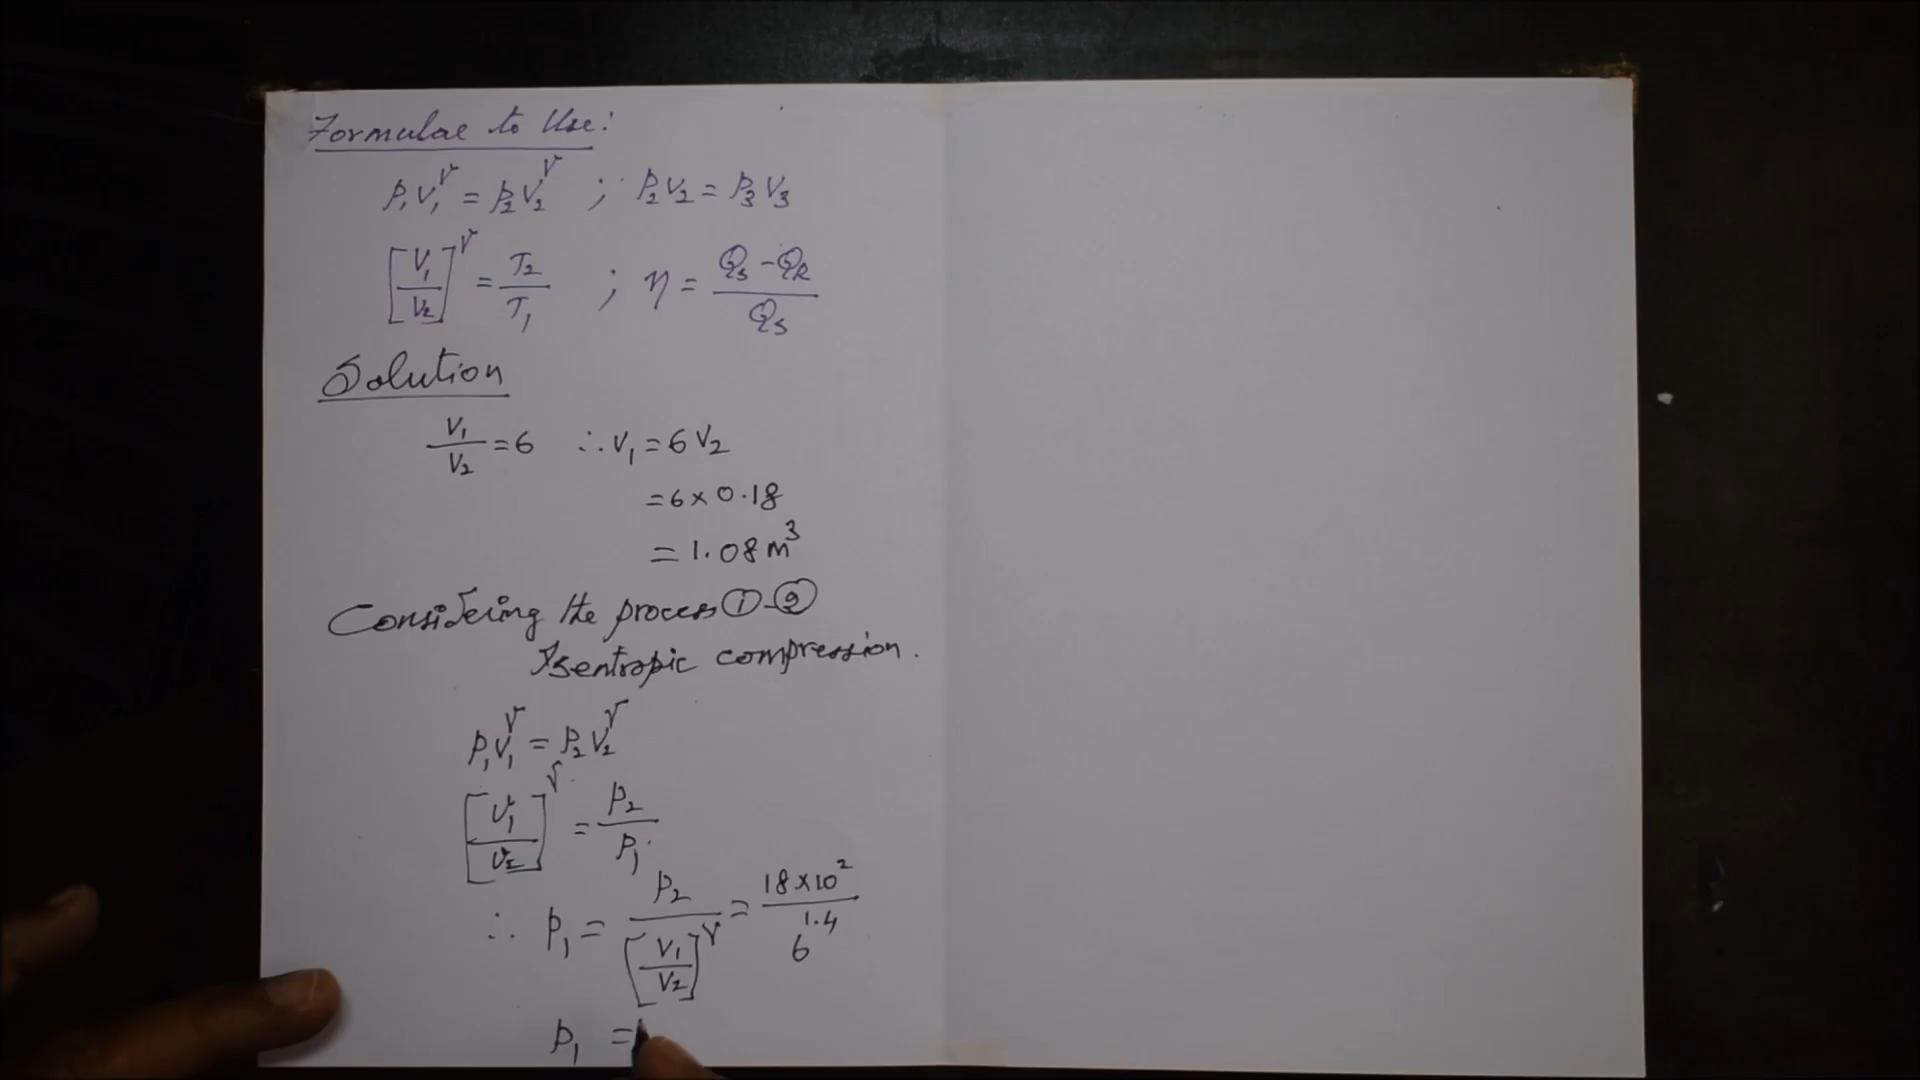 Formulae to Use:
P₁V₁^γ = P₂V₂^γ ; P₂V₂ = P₃V₃
[V₁/V₂]^γ = T₂/T₁ ; η = (Qs - QR)/Qs
Solution
V₁/V₂ = 6 ∴ V₁ = 6 V₂
= 6 × 0.18
= 1.08 m³
Considering the process ①-②
Isentropic compression.
P₁V₁^γ = P₂V₂^γ
[V₁/V₂]^γ = P₂/P₁
∴ P₁ = P₂/[V₁/V₂]^γ = 18×10²/6^1.4
P₁ =